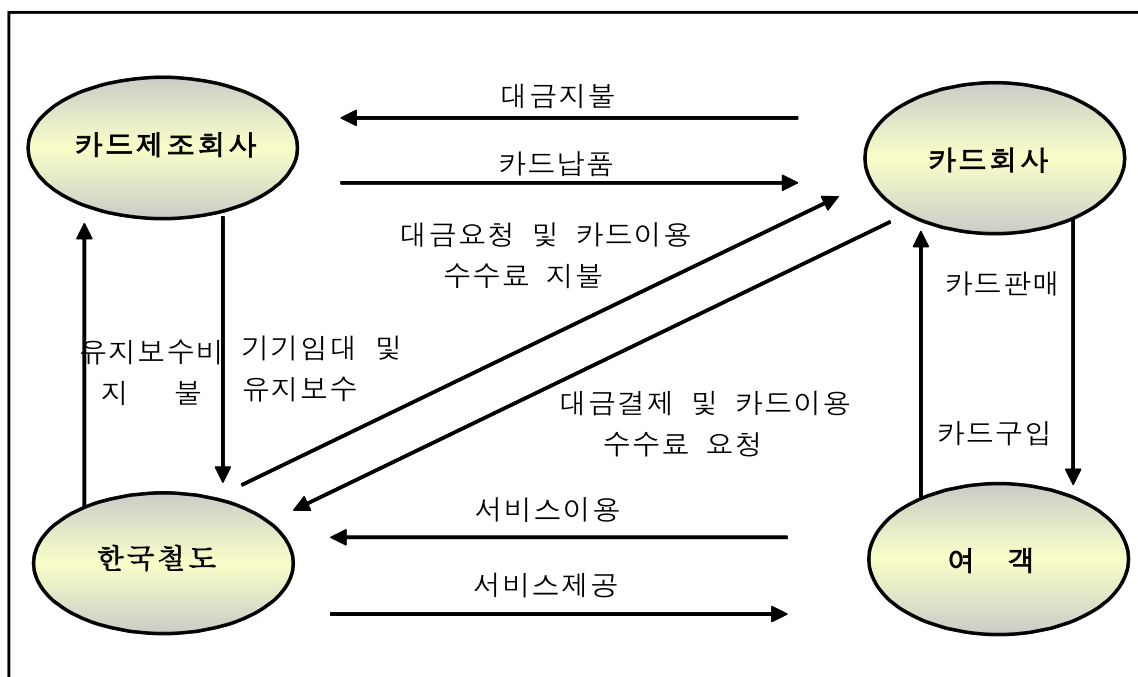 대금지불
카드제조회사
카드회사
카드납품
대금요청 및 카드이용
수수료 지불
카드판매
유지보수비
지 불
기기임대 및
유지보수
대금결제 및 카드이용
수수료 요청
카드구입
서비스이용
한국철도
여 객
서비스제공